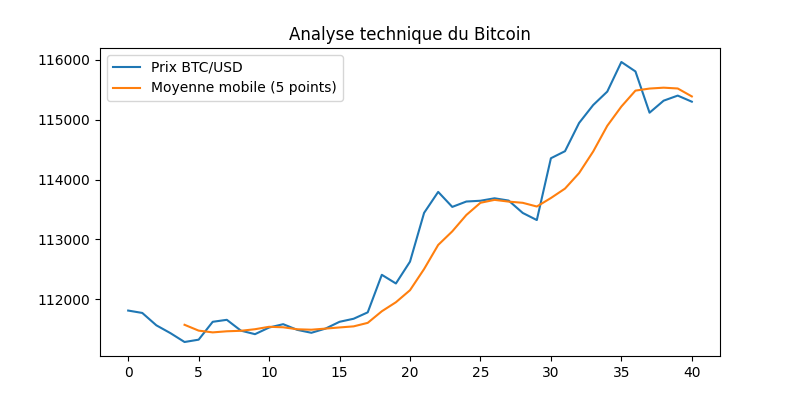 Analyse technique du Bitcoin
Prix BTC/USD
Moyenne mobile (5 points)
116000
115000
114000
113000
112000
0 5 10 15 20 25 30 35 40